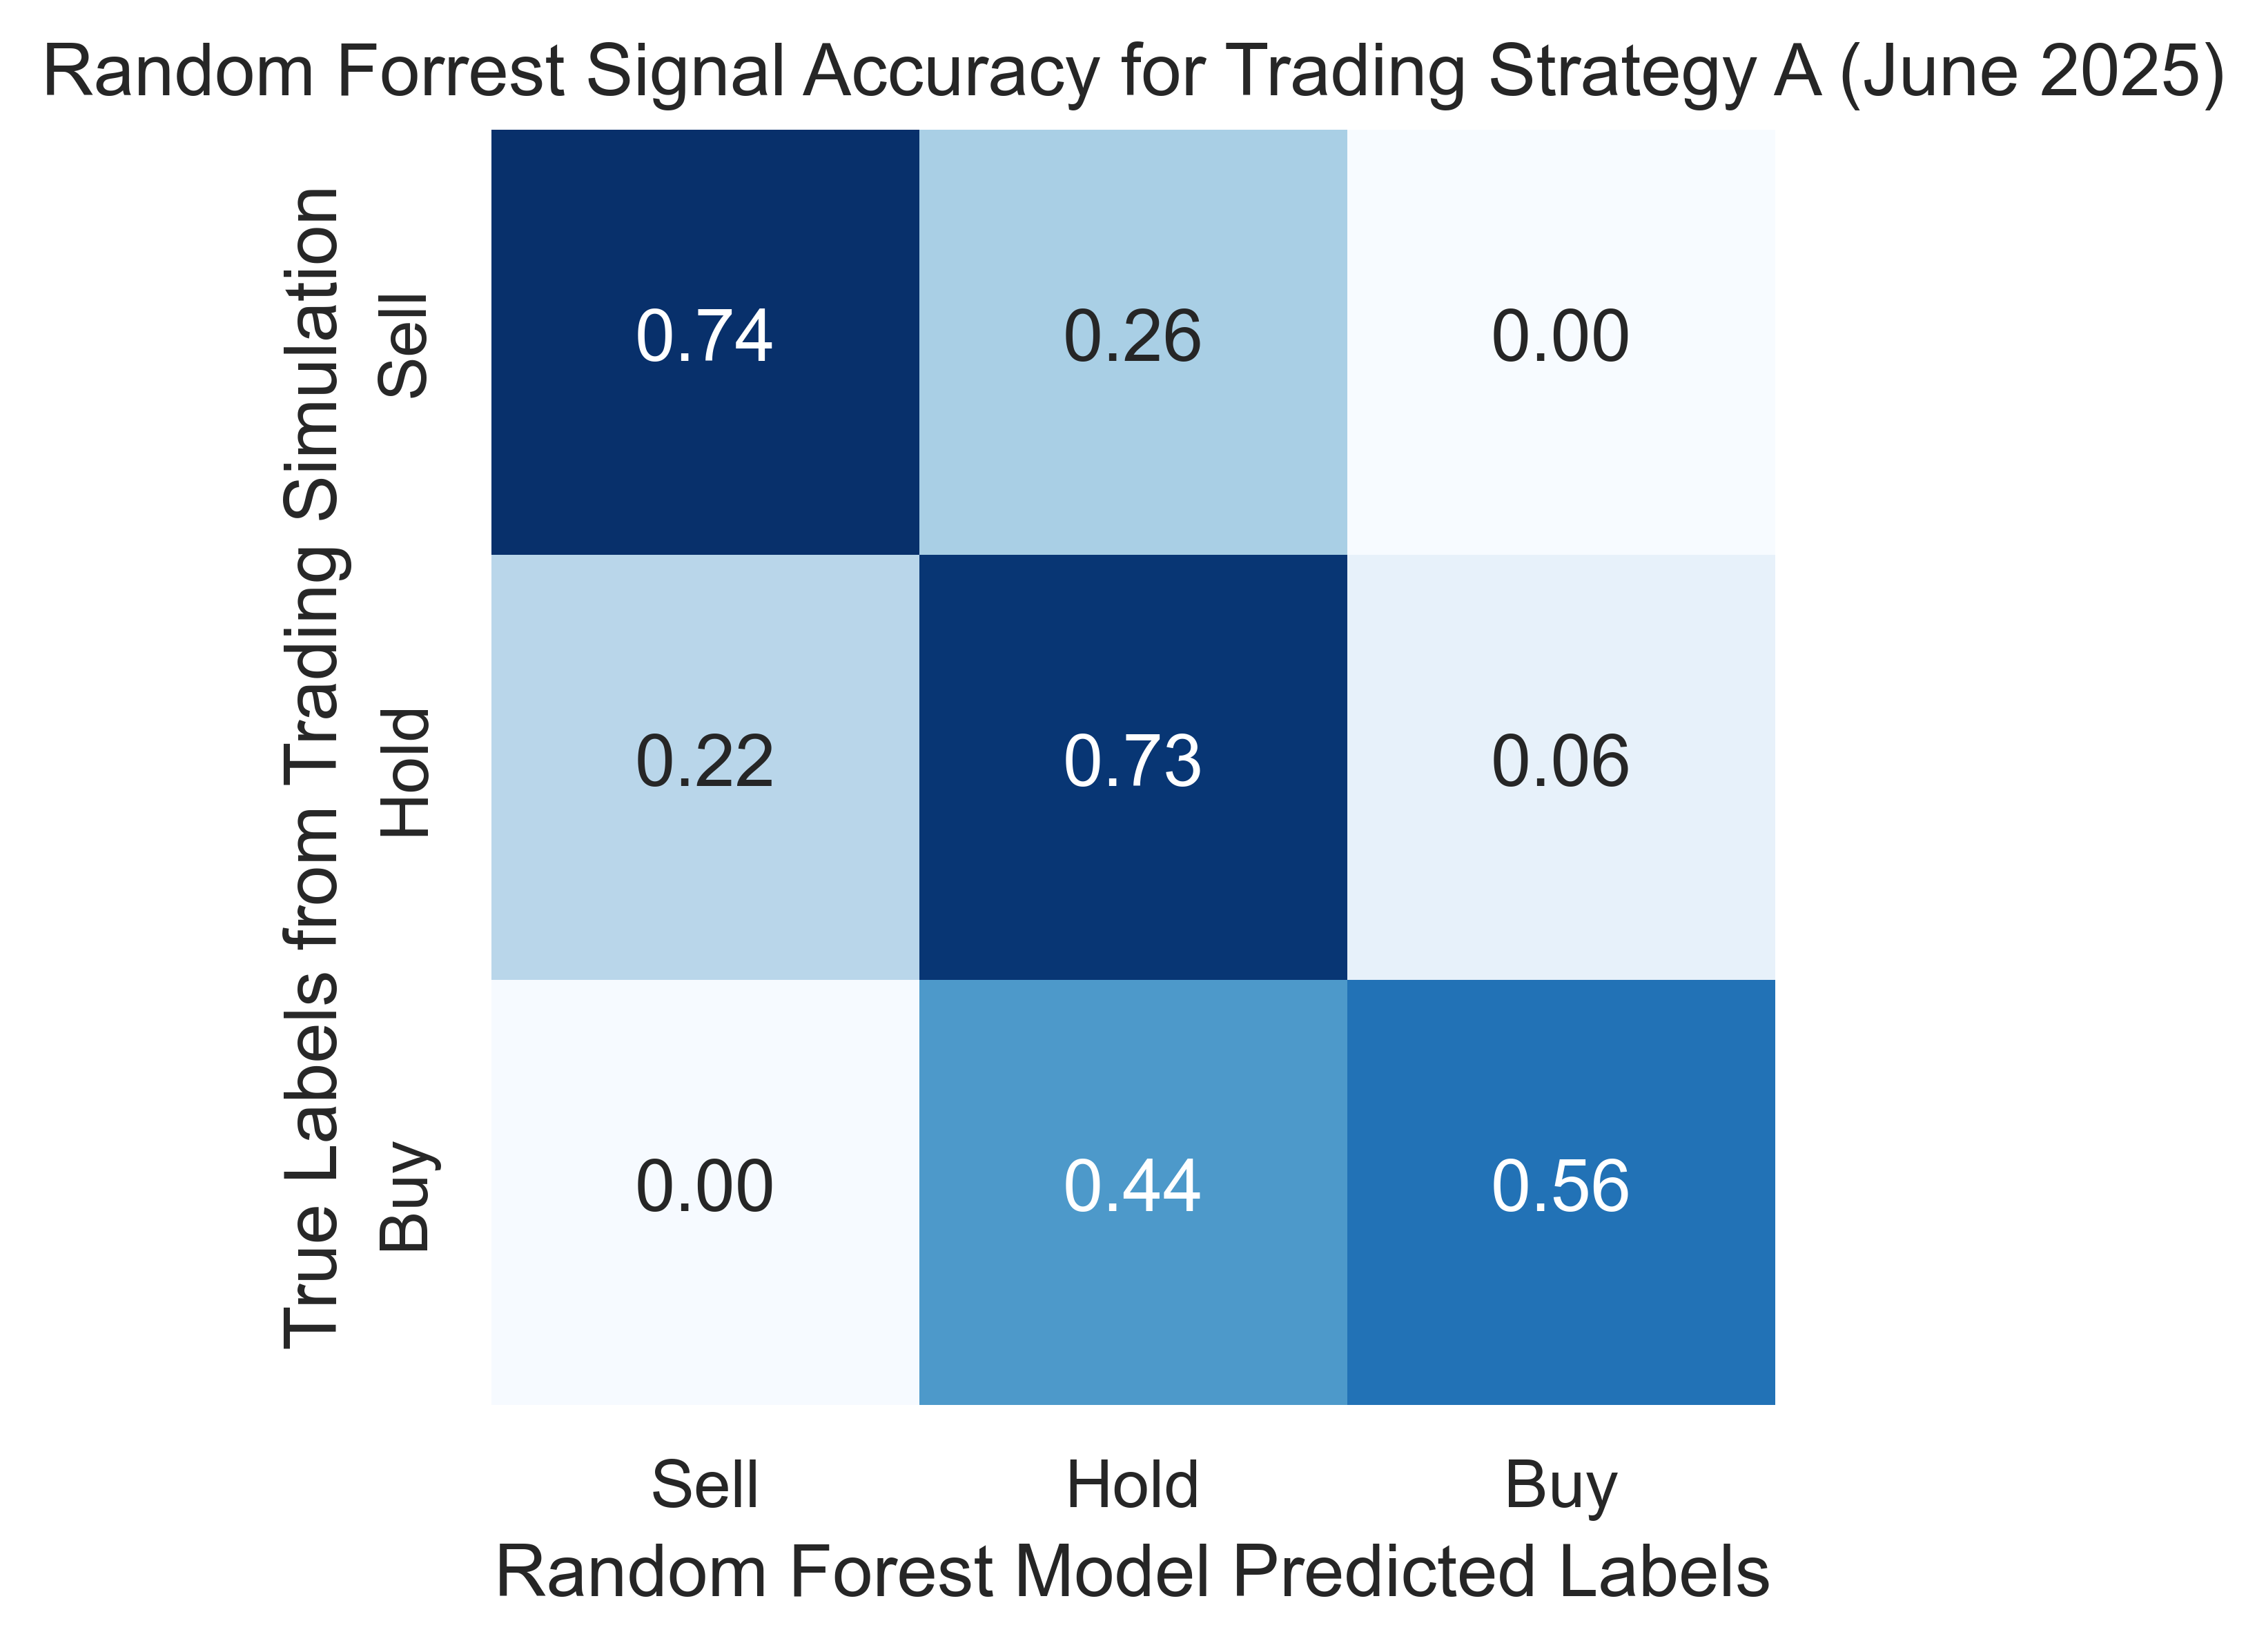 Random Forrest Signal Accuracy for Trading Strategy A (June 2025)
True Labels from Trading Simulation
Sell
0.74 0.26 0.00
Hold
0.22 0.73 0.06
Buy
0.00 0.44 0.56
Sell Hold Buy
Random Forest Model Predicted Labels